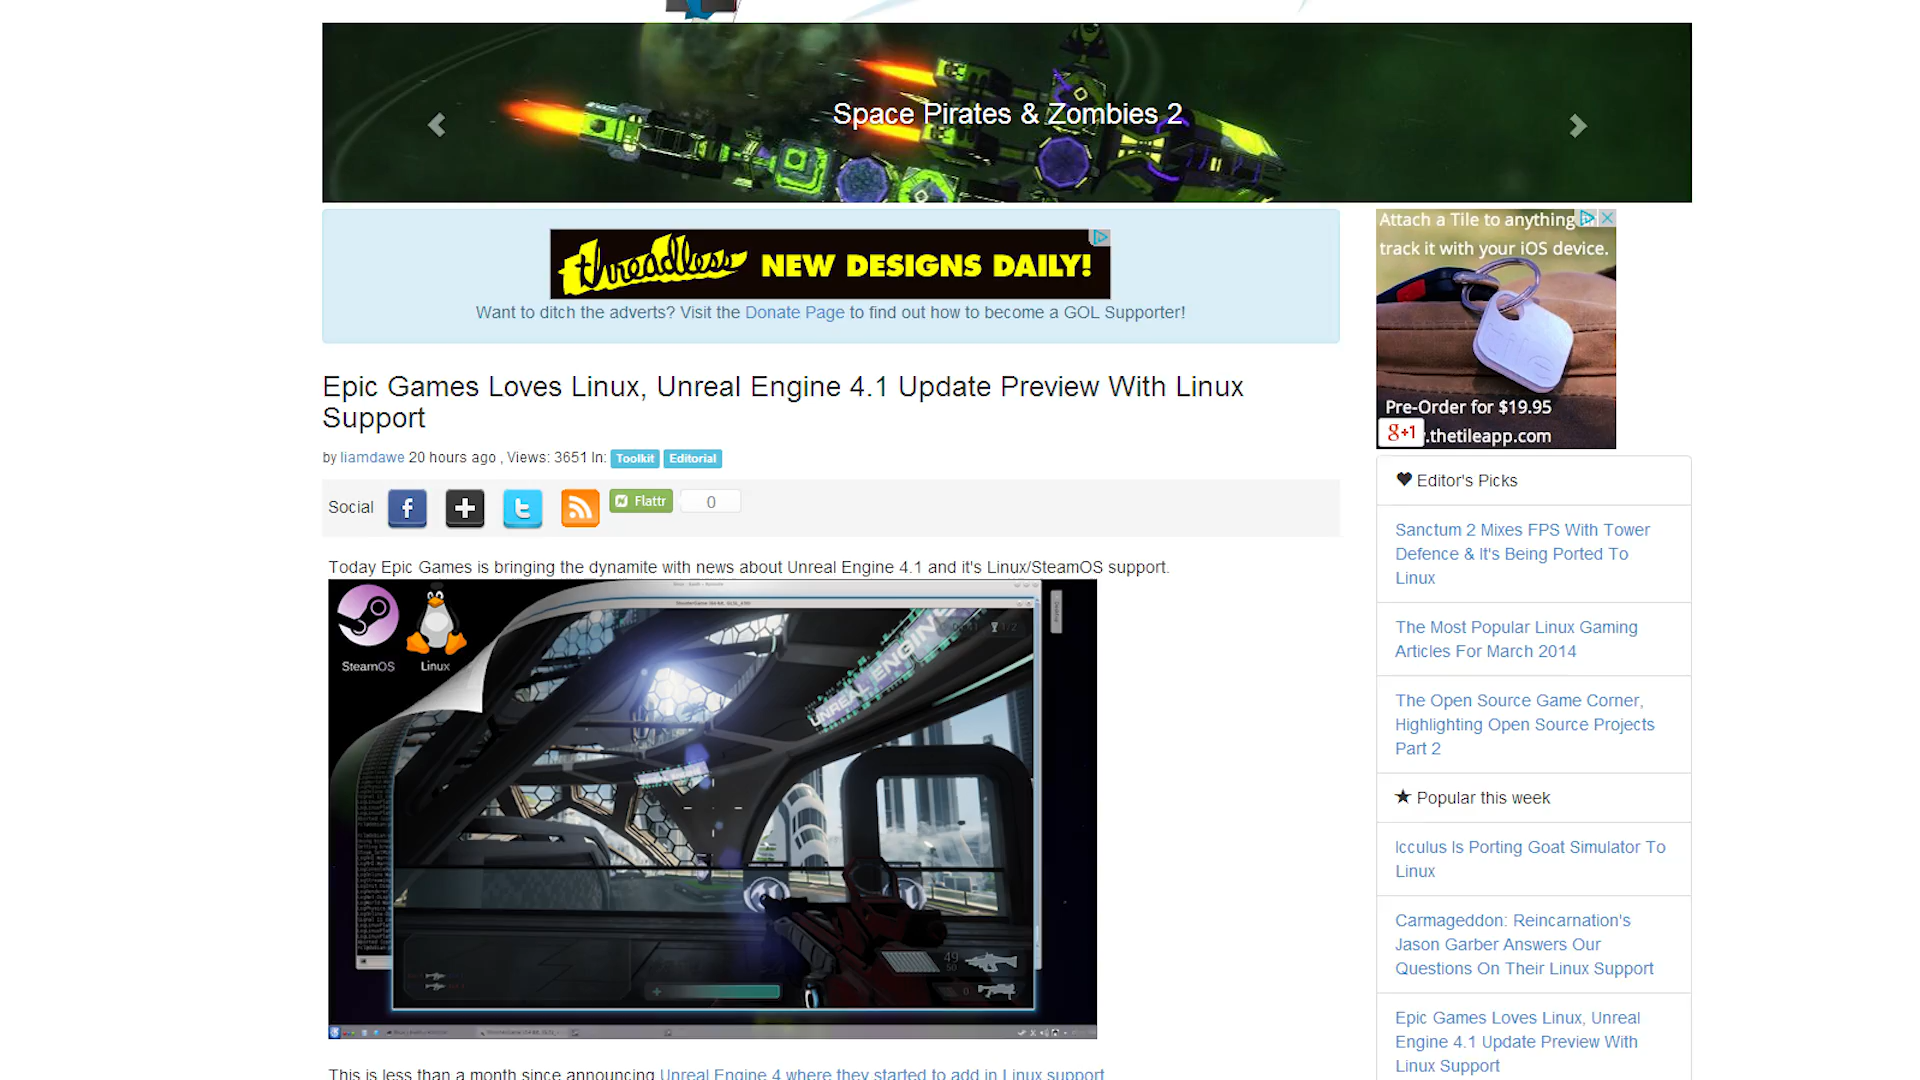 Space Pirates & Zombies 2
threadless NEW DESIGNS DAILY!
Want to ditch the adverts? Visit the Donate Page to find out how to become a GOL Supporter!
Attach a Tile to anything
track it with your iOS device.
Pre-Order for $19.95
g+1 .thetileapp.com
Epic Games Loves Linux, Unreal Engine 4.1 Update Preview With Linux
Support
by liamdawe 20 hours ago , Views: 3651 In: Toolkit Editorial
Social Flattr 0
Today Epic Games is bringing the dynamite with news about Unreal Engine 4.1 and it's Linux/SteamOS support.
SteamOS Linux
UNREAL ENGINE
49
50
0
This is less than a month since announcing Unreal Engine 4 where they started to add in Linux support
Editor's Picks
Sanctum 2 Mixes FPS With Tower
Defence & It's Being Ported To
Linux
The Most Popular Linux Gaming
Articles For March 2014
The Open Source Game Corner,
Highlighting Open Source Projects
Part 2
Popular this week
Icculus Is Porting Goat Simulator To
Linux
Carmageddon: Reincarnation's
Jason Garber Answers Our
Questions On Their Linux Support
Epic Games Loves Linux, Unreal
Engine 4.1 Update Preview With
Linux Support